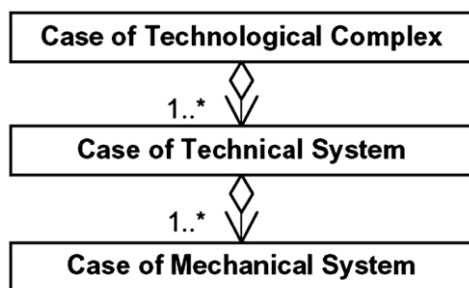 Case of Technological Complex
1..*
Case of Technical System
1..*
Case of Mechanical System